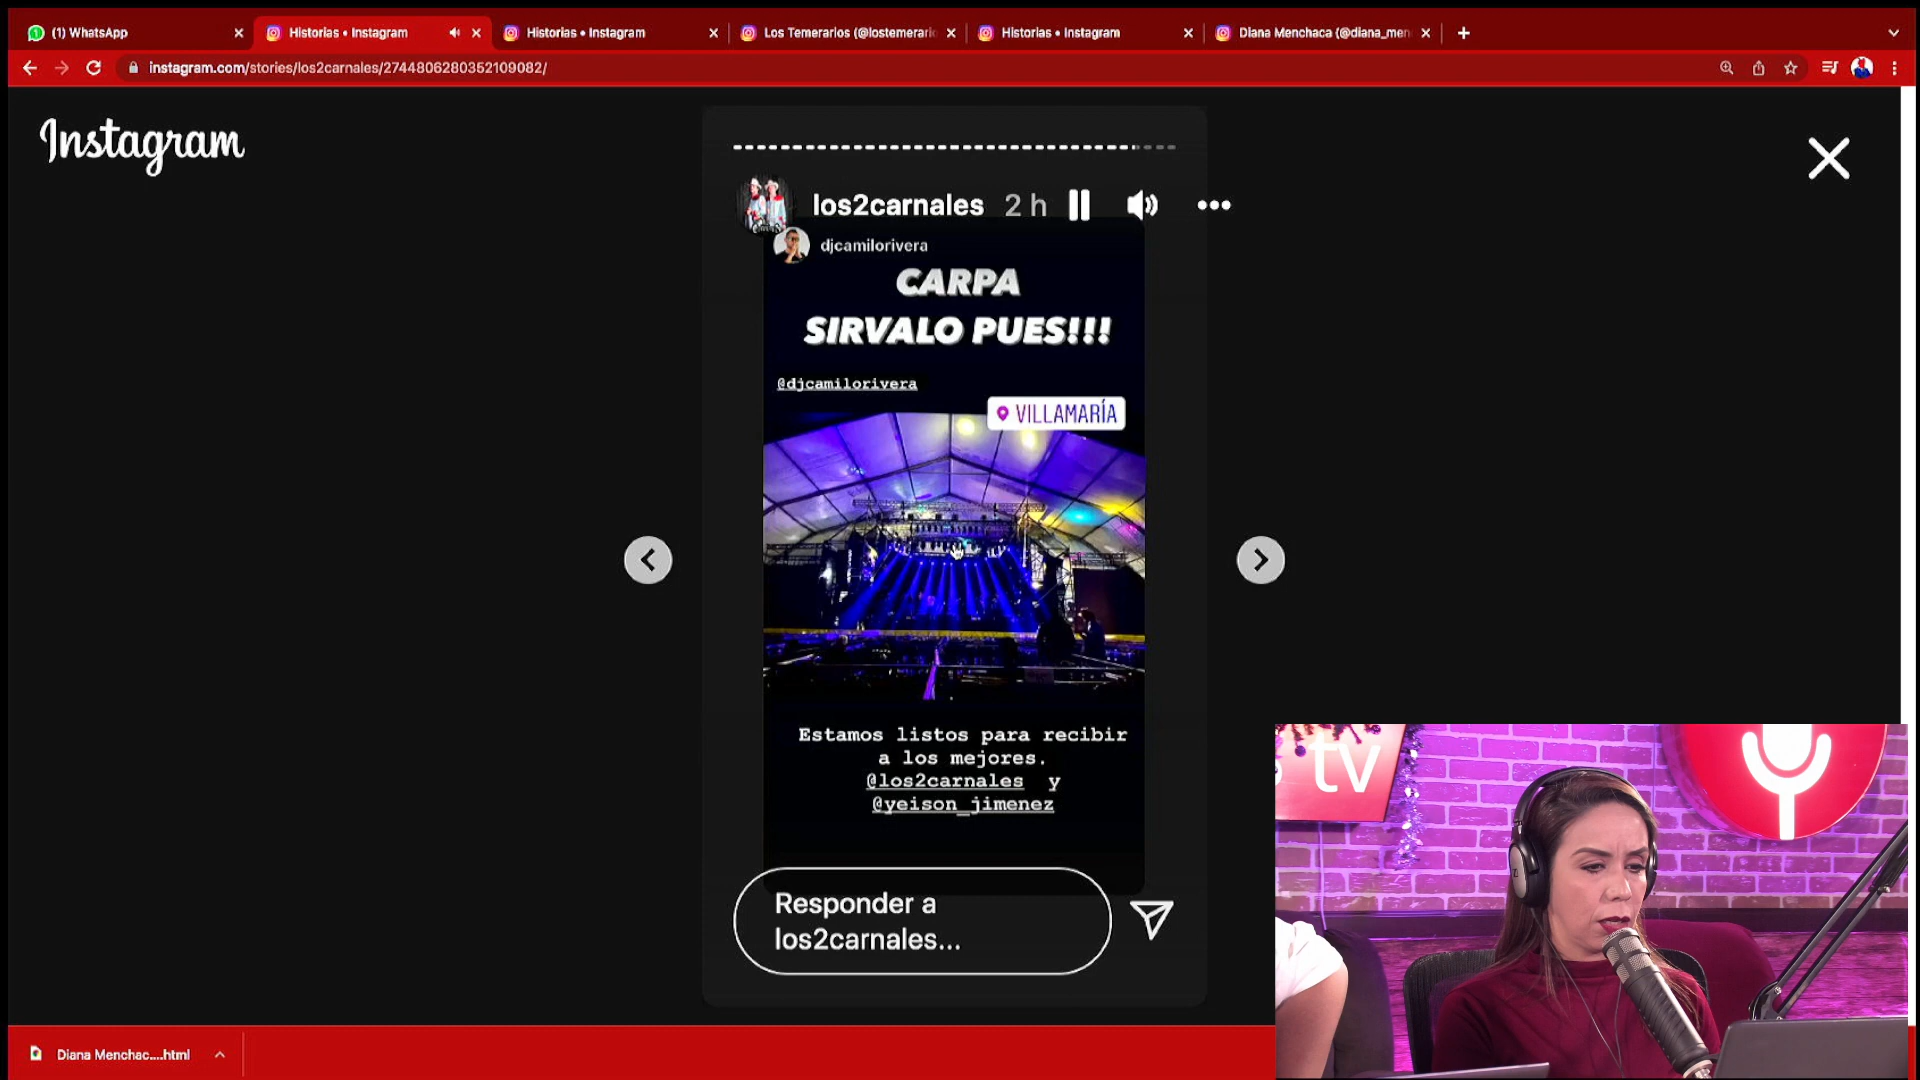 (1) WhatsApp
Historias • Instagram
Historias • Instagram
Los Temerarios (@lostemerari
Historias • Instagram
Diana Menchaca (@diana_men
instagram.com/stories/los2carnales/2744806280352109082/
Instagram
los2carnales 2 h
djcamilorivera
CARPA
SIRVALO PUES!!!
@djcamilorivera
VILLAMARÍA
Estamos listos para recibir
a los mejores.
@los2carnales y
@yeison_jimenez
Responder a
los2carnales...
tv
Diana Menchac....html